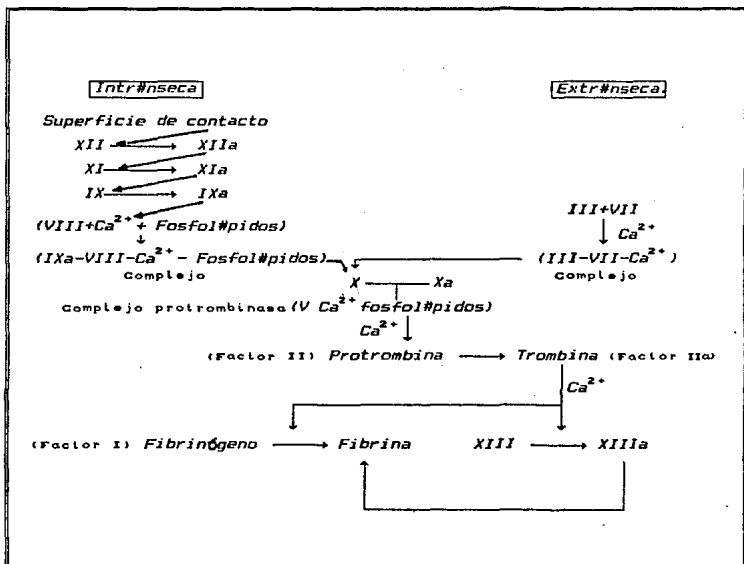 Intr#nseca Extr#nseca.
Superficie de contacto
XII → XIIa
XI → XIa
IX → IXa
III+VII
(VIII+Ca²⁺ + Fosfol#pidos)
Ca²⁺
(IXa-VIII-Ca²⁺- Fosfol#pidos) (III-VII-Ca²⁺)
Complejo Complejo
X — Xa
Complejo protrombinasa (V Ca²⁺ fosfol#pidos)
Ca²⁺
(Factor II) Protrombina → Trombina (Factor IIa)
Ca²⁺
(Factor I) Fibrinógeno → Fibrina XIII → XIIIa